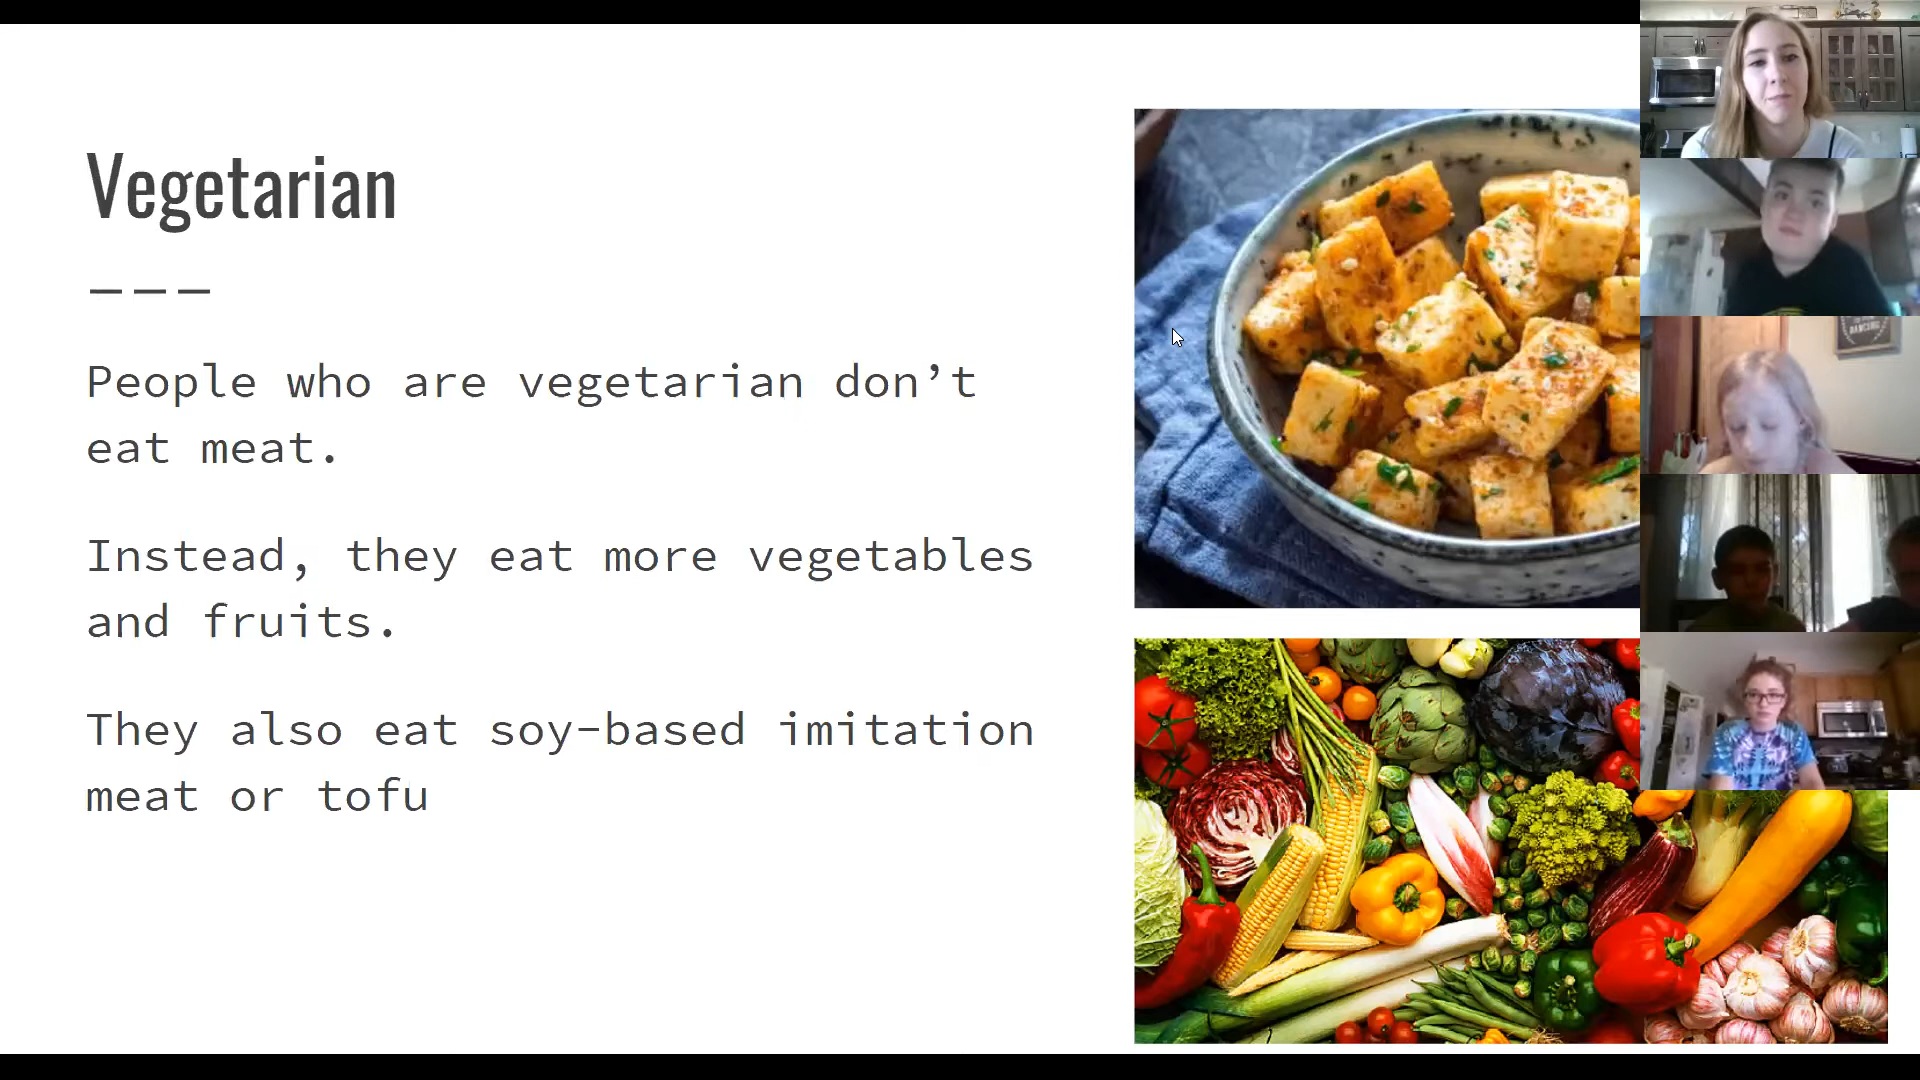 Vegetarian
People who are vegetarian don’t
eat meat.
Instead, they eat more vegetables
and fruits.
They also eat soy-based imitation
meat or tofu
DANCING